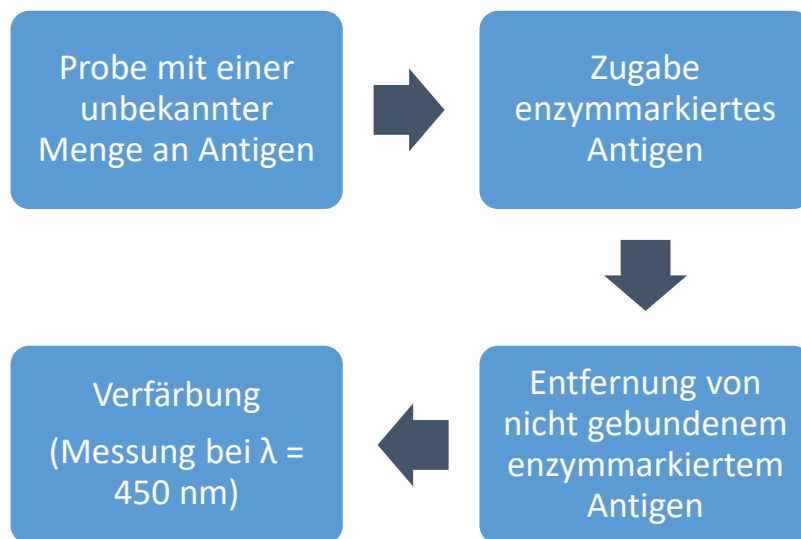 Probe mit einer
unbekannter
Menge an Antigen
Zugabe
enzymmarkiertes
Antigen
Entfernung von
nicht gebundenem
enzymmarkiertem
Antigen
Verfärbung
(Messung bei λ =
450 nm)